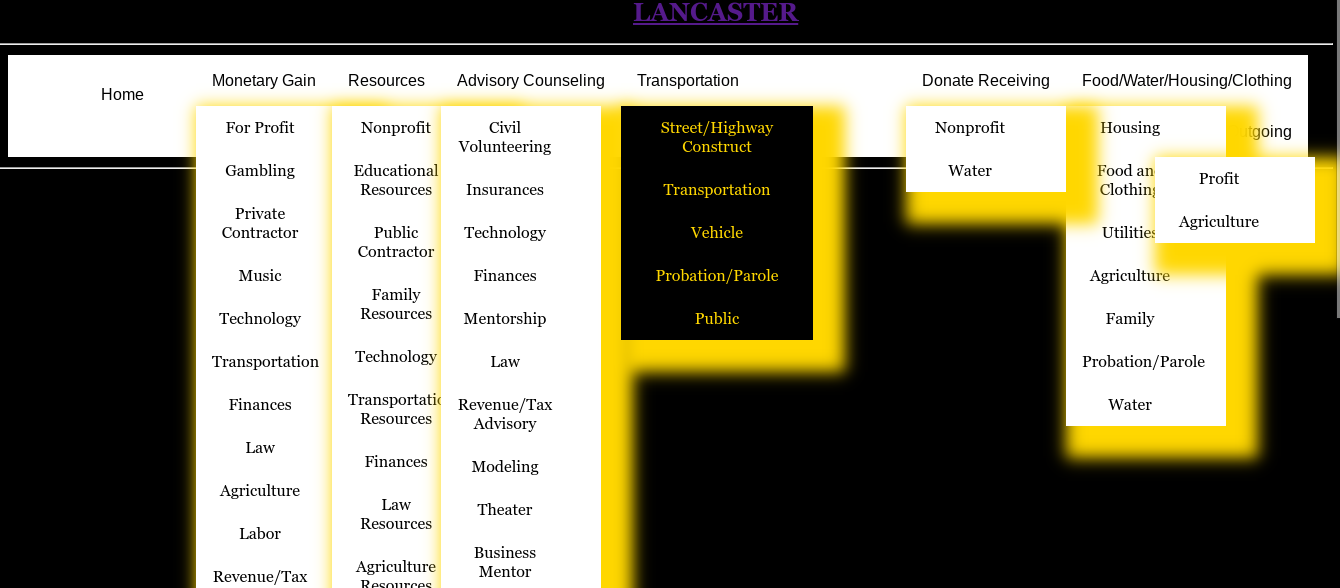 LANCASTER
Home
Monetary Gain
Resources
Advisory Counseling
Transportation
Donate Receiving
Food/Water/Housing/Clothing
For Profit
Gambling
Private
Contractor
Music
Technology
Transportation
Finances
Law
Agriculture
Labor
Revenue/Tax
Nonprofit
Educational
Resources
Public
Contractor
Family
Resources
Technology
Transportatio
Resources
Finances
Law
Resources
Agriculture
Resources
Civil
Volunteering
Insurances
Technology
Finances
Mentorship
Law
Revenue/Tax
Advisory
Modeling
Theater
Business
Mentor
Street/Highway
Construct
Transportation
Vehicle
Probation/Parole
Public
Nonprofit
Water
Housing
Food an
Clothing
Utilities
Agriculture
Family
Probation/Parole
Water
utgoing
Profit
Agriculture